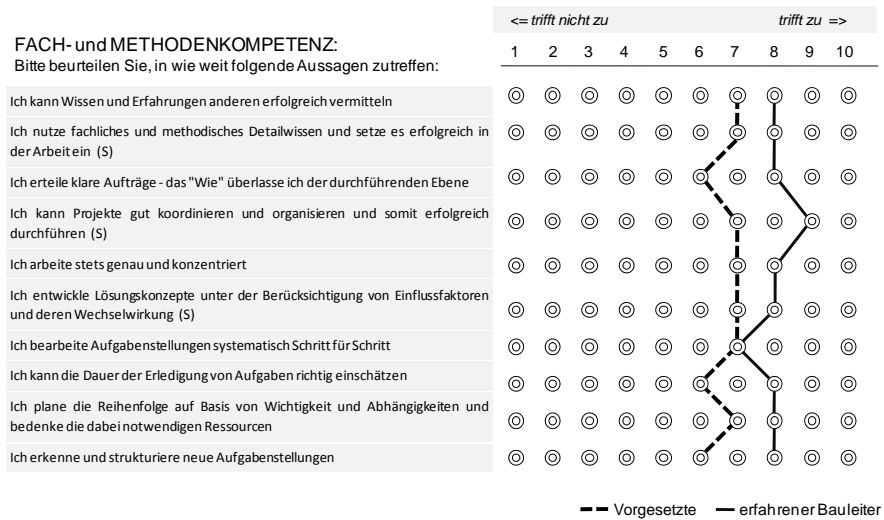 <= trifft nicht zu trifft zu =>
FACH- und METHODENKOMPETENZ:
Bitte beurteilen Sie, in wie weit folgende Aussagen zutreffen:
1 2 3 4 5 6 7 8 9 10
Ich kann Wissen und Erfahrungen anderen erfolgreich vermitteln
Ich nutze fachliches und methodisches Detailwissen und setze es erfolgreich in
der Arbeit ein (S)
Ich erteile klare Aufträge - das "Wie" überlasse ich der durchführenden Ebene
Ich kann Projekte gut koordinieren und organisieren und somit erfolgreich
durchführen (S)
Ich arbeite stets genau und konzentriert
Ich entwickle Lösungskonzepte unter der Berücksichtigung von Einflussfaktoren
und deren Wechselwirkung (S)
Ich bearbeite Aufgabenstellungen systematisch Schritt für Schritt
Ich kann die Dauer der Erledigung von Aufgaben richtig einschätzen
Ich plane die Reihenfolge auf Basis von Wichtigkeit und Abhängigkeiten und
bedenke die dabei notwendigen Ressourcen
Ich erkenne und strukturiere neue Aufgabenstellungen
Vorgesetzte erfahrener Bauleiter